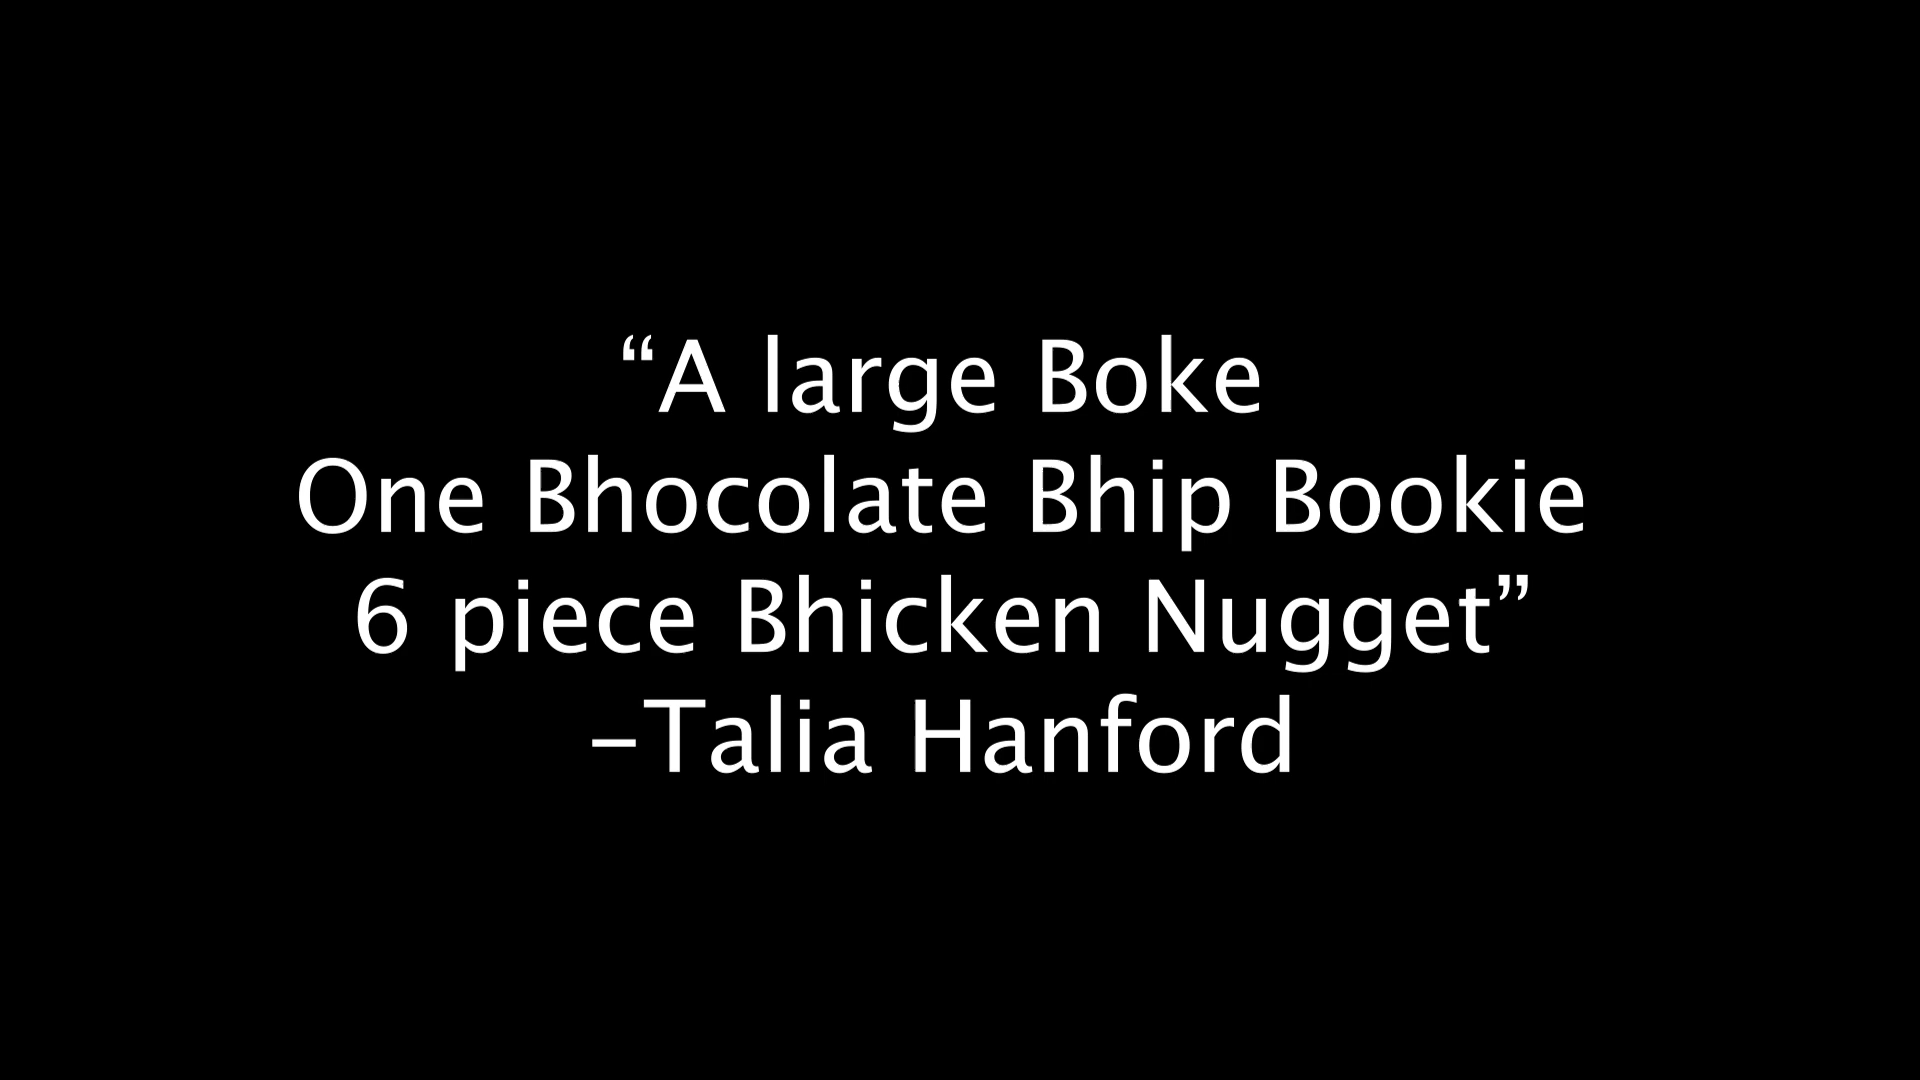 “A large Boke
One Bhocolate Bhip Bookie
6 piece Bhicken Nugget”
–Talia Hanford